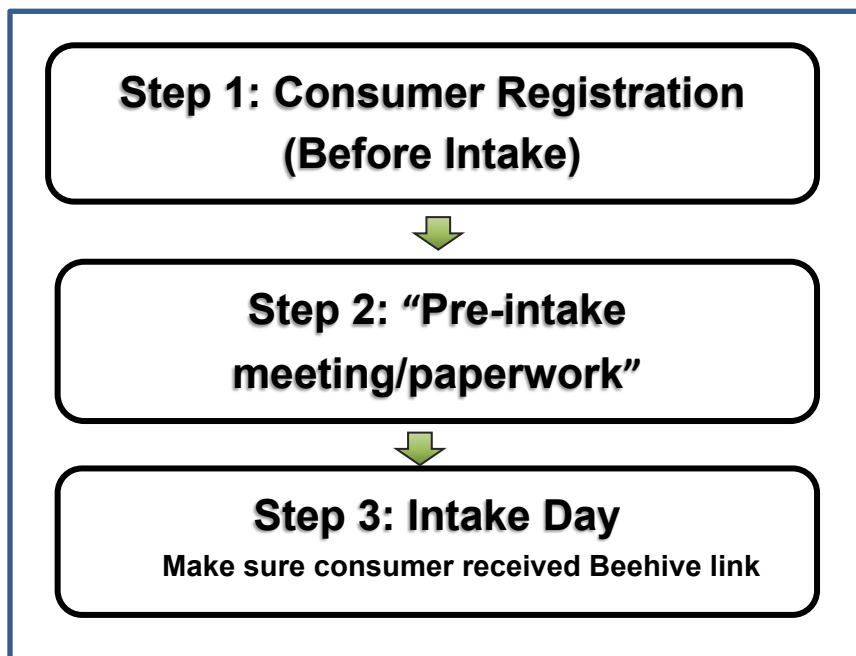 Step 1: Consumer Registration
(Before Intake)
Step 2: “Pre-intake
meeting/paperwork”
Step 3: Intake Day
Make sure consumer received Beehive link